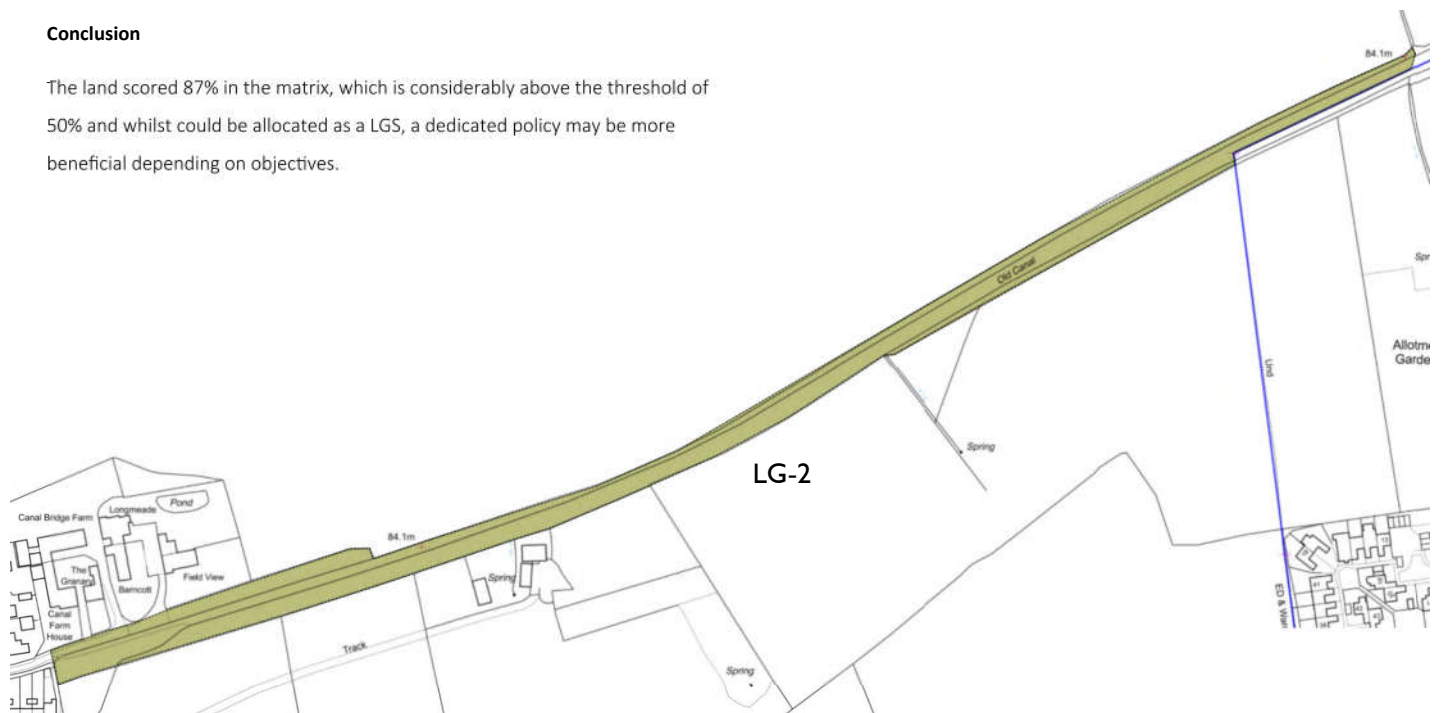 Conclusion
The land scored 87% in the matrix, which is considerably above the threshold of
50% and whilst could be allocated as a LGS, a dedicated policy may be more
beneficial depending on objectives.
84.1m
Old Canal
Spr
Allotme
Garde
Und
Spring
LG-2
Pond
Longmeade
Canal Bridge Farm
84.1m
The
Granary
Barncott
Field View
Spring
Canal
Farm
House
Track
Spring
ED & War